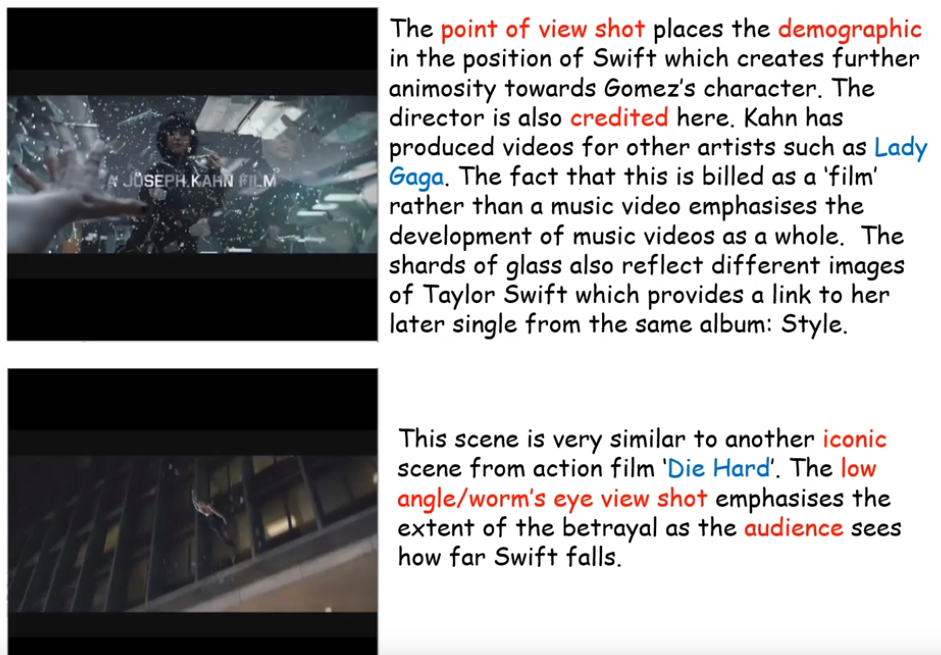 The point of view shot places the demographic
in the position of Swift which creates further
animosity towards Gomez's character. The
director is also credited here. Kahn has
produced videos for other artists such as Lady
Gaga. The fact that this is billed as a 'film'
rather than a music video emphasises the
development of music videos as a whole. The
shards of glass also reflect different images
of Taylor Swift which provides a link to her
later single from the same album: Style.
A JOSEPH KAHN FILM
This scene is very similar to another iconic
scene from action film 'Die Hard'. The low
angle/worm's eye view shot emphasises the
extent of the betrayal as the audience sees
how far Swift falls.